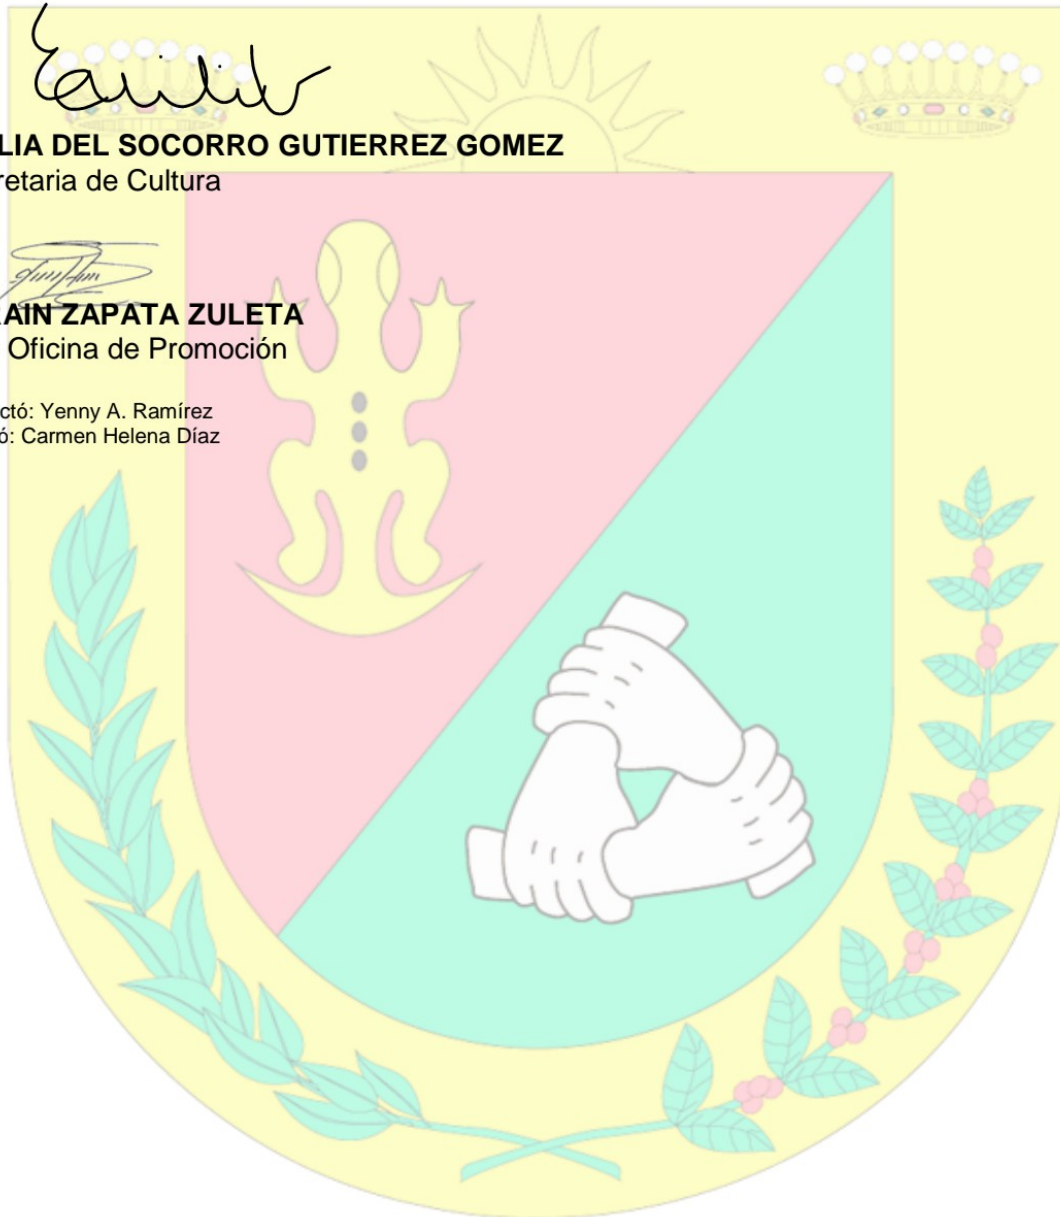 LIA DEL SOCORRO GUTIERREZ GOMEZ
retaria de Cultura
AIN ZAPATA ZULETA
Oficina de Promoción
ctó: Yenny A. Ramírez
ó: Carmen Helena Díaz